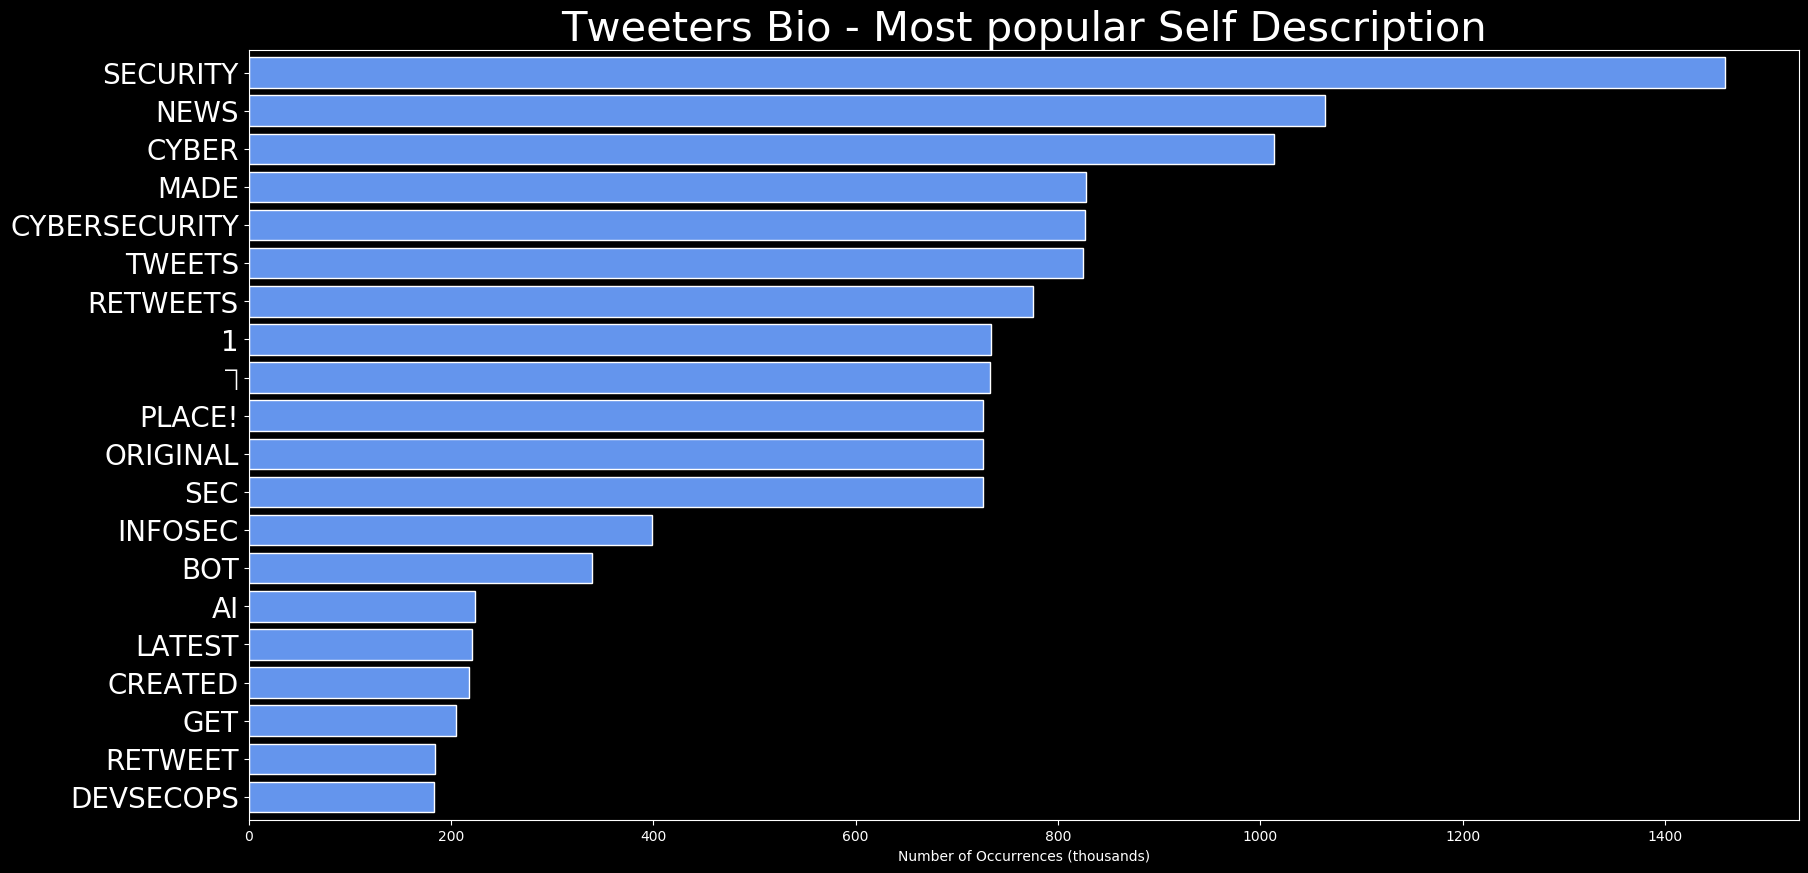 Tweeters Bio - Most popular Self Description
SECURITY
NEWS
CYBER
MADE
CYBERSECURITY
TWEETS
RETWEETS
1
┐
PLACE!
ORIGINAL
SEC
INFOSEC
BOT
AI
LATEST
CREATED
GET
RETWEET
DEVSECOPS
0 200 400 600 800 1000 1200 1400
Number of Occurrences (thousands)